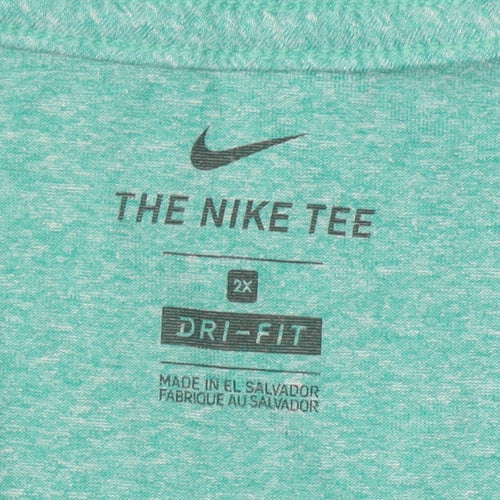 THE NIKE TEE
2X
DRI-FIT
MADE IN EL SALVADOR
FABRIQUE AU SALVADOR